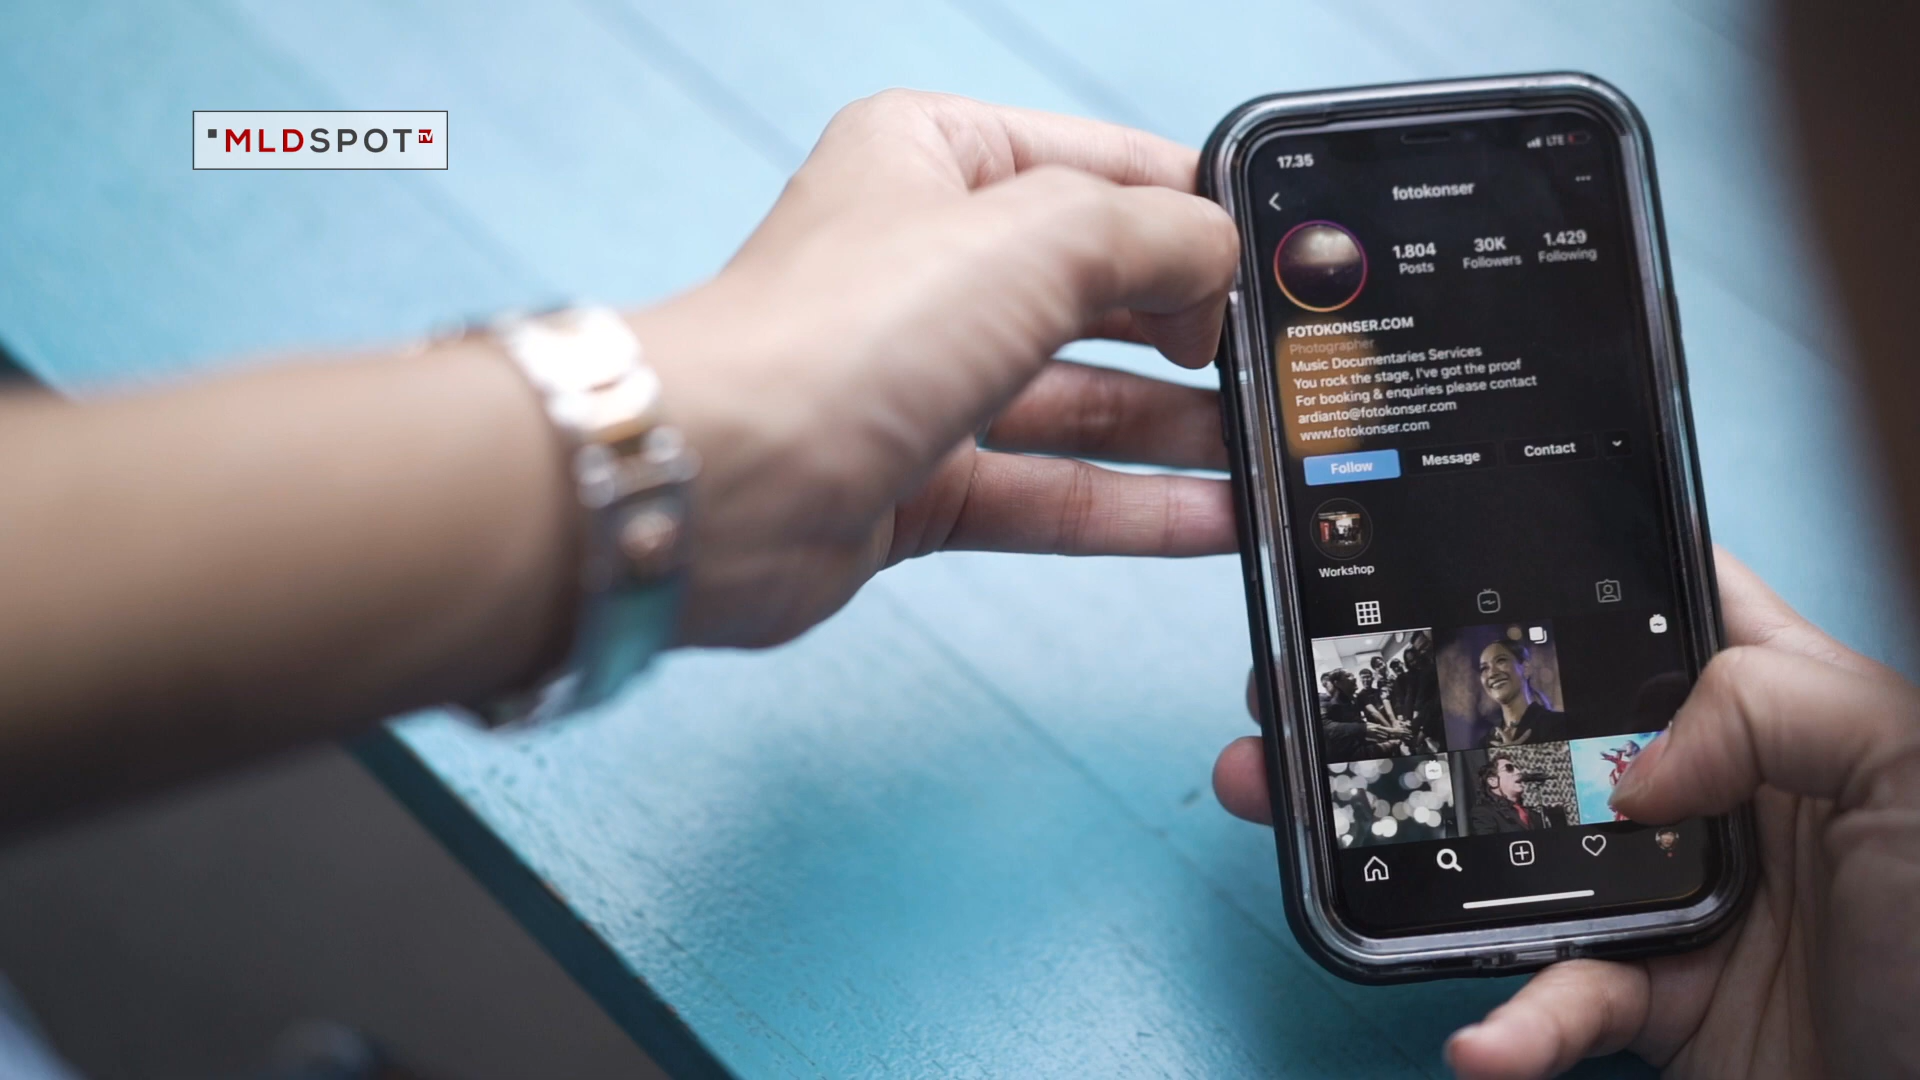 MLDSPOT TV
17.35
LTE
fotokonser
1.804 30K 1.429
Posts Followers Following
FOTOKONSER.COM
Photographer
Music Documentaries Services
You rock the stage, I've got the proof
For booking & enquiries please contact
ardianto@fotokonser.com
www.fotokonser.com
Follow Message Contact
Workshop